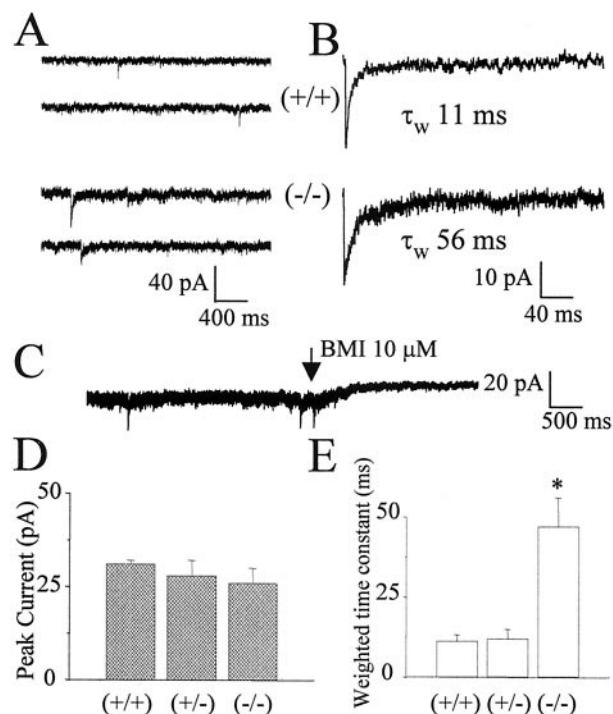 A
B
(+/+)
τw 11 ms
(-/-)
τw 56 ms
40 pA
400 ms
10 pA
40 ms
C
BMI 10 μM
20 pA
500 ms
D
Peak Current (pA)
50
25
0
(+/+) (+/-) (-/-)
E
Weighted time constant (ms)
50
25
0
*
(+/+) (+/-) (-/-)